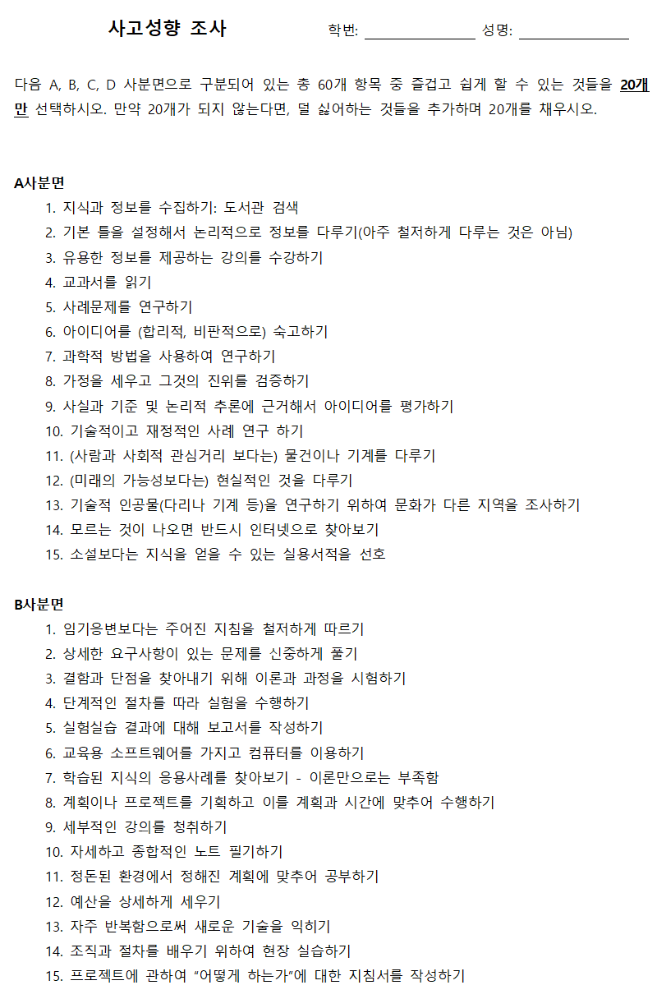 사고성향 조사 학번: 성명:
다음 A, B, C, D 사분면으로 구분되어 있는 총 60개 항목 중 즐겁고 쉽게 할 수 있는 것들을 20개
만 선택하시오. 만약 20개가 되지 않는다면, 덜 싫어하는 것들을 추가하며 20개를 채우시오.
A사분면
1. 지식과 정보를 수집하기: 도서관 검색
2. 기본 틀을 설정해서 논리적으로 정보를 다루기(아주 철저하게 다루는 것은 아님)
3. 유용한 정보를 제공하는 강의를 수강하기
4. 교과서를 읽기
5. 사례문제를 연구하기
6. 아이디어를 (합리적, 비판적으로) 숙고하기
7. 과학적 방법을 사용하여 연구하기
8. 가정을 세우고 그것의 진위를 검증하기
9. 사실과 기준 및 논리적 추론에 근거해서 아이디어를 평가하기
10. 기술적이고 재정적인 사례 연구 하기
11. (사람과 사회적 관심거리 보다는) 물건이나 기계를 다루기
12. (미래의 가능성보다는) 현실적인 것을 다루기
13. 기술적 인공물(다리나 기계 등)을 연구하기 위하여 문화가 다른 지역을 조사하기
14. 모르는 것이 나오면 반드시 인터넷으로 찾아보기
15. 소설보다는 지식을 얻을 수 있는 실용서적을 선호
B사분면
1. 임기응변보다는 주어진 지침을 철저하게 따르기
2. 상세한 요구사항이 있는 문제를 신중하게 풀기
3. 결함과 단점을 찾아내기 위해 이론과 과정을 시험하기
4. 단계적인 절차를 따라 실험을 수행하기
5. 실험실습 결과에 대해 보고서를 작성하기
6. 교육용 소프트웨어를 가지고 컴퓨터를 이용하기
7. 학습된 지식의 응용사례를 찾아보기 - 이론만으로는 부족함
8. 계획이나 프로젝트를 기획하고 이를 계획과 시간에 맞추어 수행하기
9. 세부적인 강의를 청취하기
10. 자세하고 종합적인 노트 필기하기
11. 정돈된 환경에서 정해진 계획에 맞추어 공부하기
12. 예산을 상세하게 세우기
13. 자주 반복함으로써 새로운 기술을 익히기
14. 조직과 절차를 배우기 위하여 현장 실습하기
15. 프로젝트에 관하여 “어떻게 하는가”에 대한 지침서를 작성하기